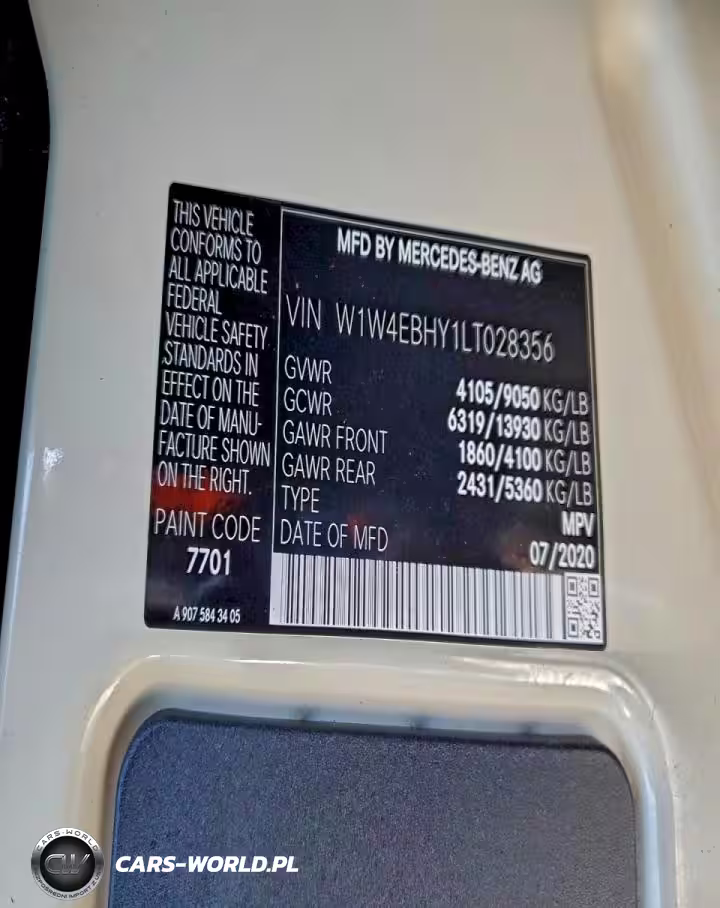 THIS VEHICLE
CONFORMS TO
ALL APPLICABLE
FEDERAL
VEHICLE SAFETY
STANDARDS IN
EFFECT ON THE
DATE OF MANU-
FACTURE SHOWN
ON THE RIGHT.
PAINT CODE
7701
A 907 584 34 05
MFD BY MERCEDES-BENZ AG
VIN W1W4EBHY1LT028356
GVWR 4105/9050 KG/LB
GCWR 6319/13930 KG/LB
GAWR FRONT 1860/4100 KG/LB
GAWR REAR 2431/5360 KG/LB
TYPE MPV
DATE OF MFD 07/2020
CARS-WORLD
CW
CARS-WORLD.PL